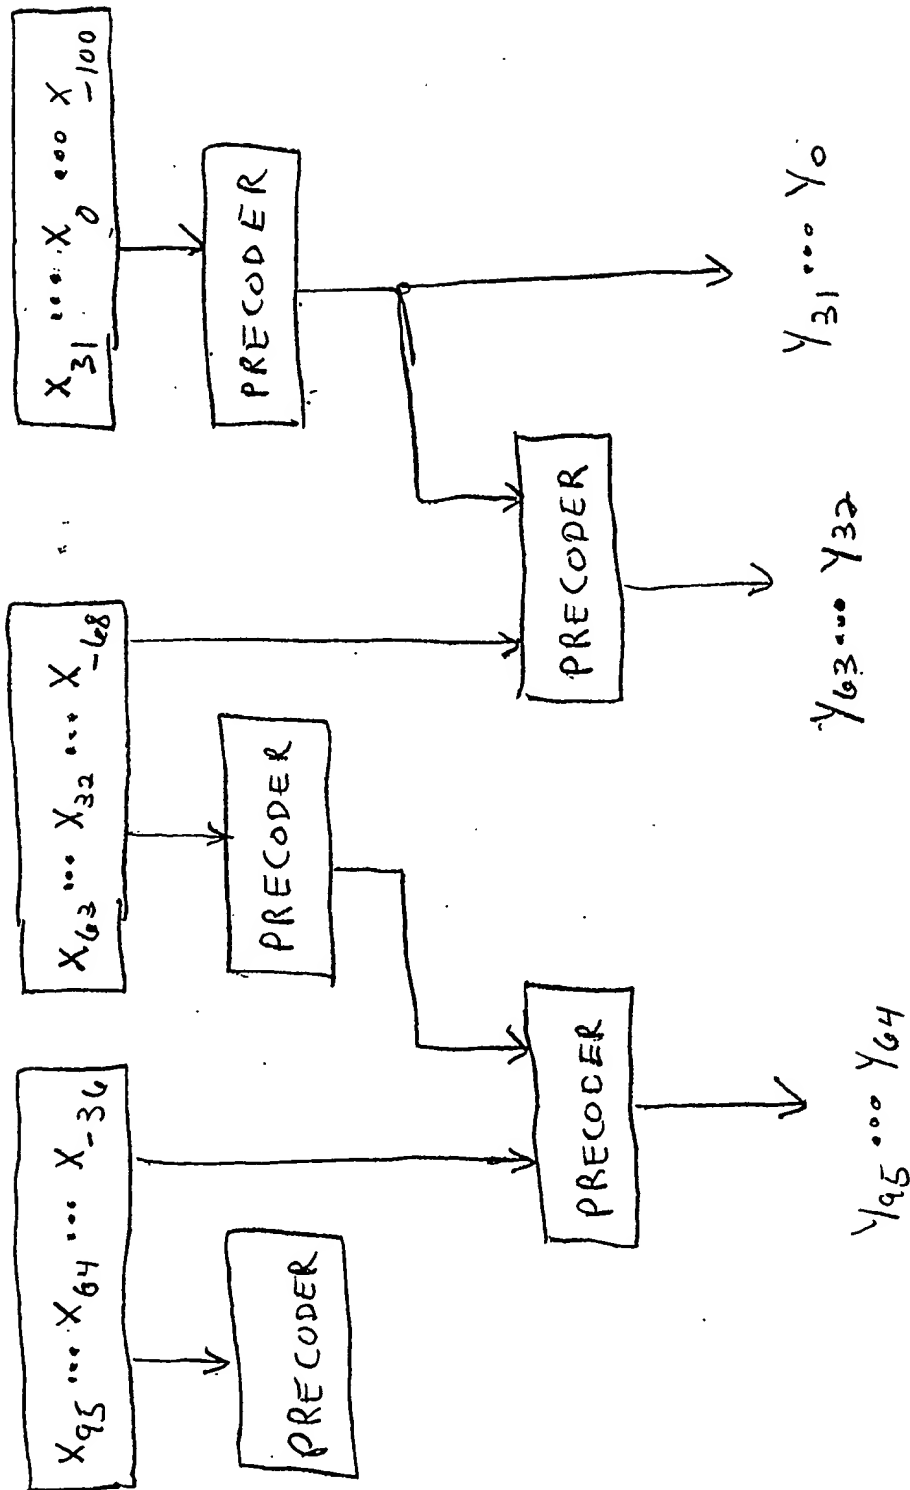 X95 ... X64 ... X-36
X63 ... X32 ... X-68
X31 ... X0 ... X-100
PRECODER
PRECODER
PRECODER
PRECODER
PRECODER
Y95 ... Y64
Y63 ... Y32
Y31 ... Y0